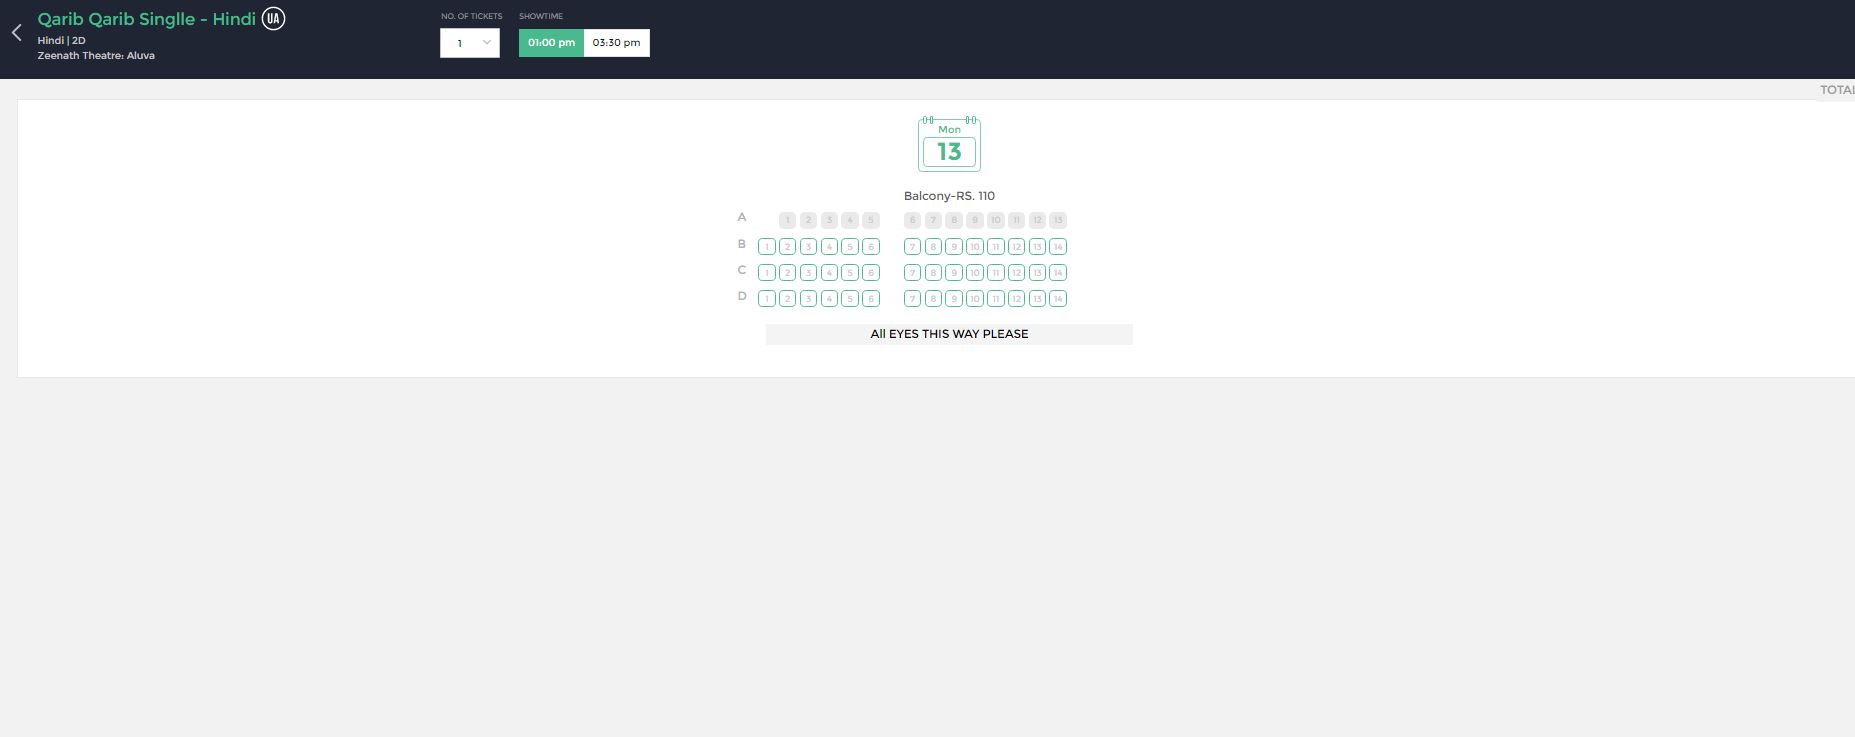 Qarib Qarib Singlle - Hindi UA
Hindi | 2D
Zeenath Theatre: Aluva
NO. OF TICKETS
1
SHOWTIME
01:00 pm 03:30 pm
TOTAL
Mon
13
Balcony-RS. 110
A 1 2 3 4 5 6 7 8 9 10 11 12 13
B 1 2 3 4 5 6 7 8 9 10 11 12 13 14
C 1 2 3 4 5 6 7 8 9 10 11 12 13 14
D 1 2 3 4 5 6 7 8 9 10 11 12 13 14
All EYES THIS WAY PLEASE